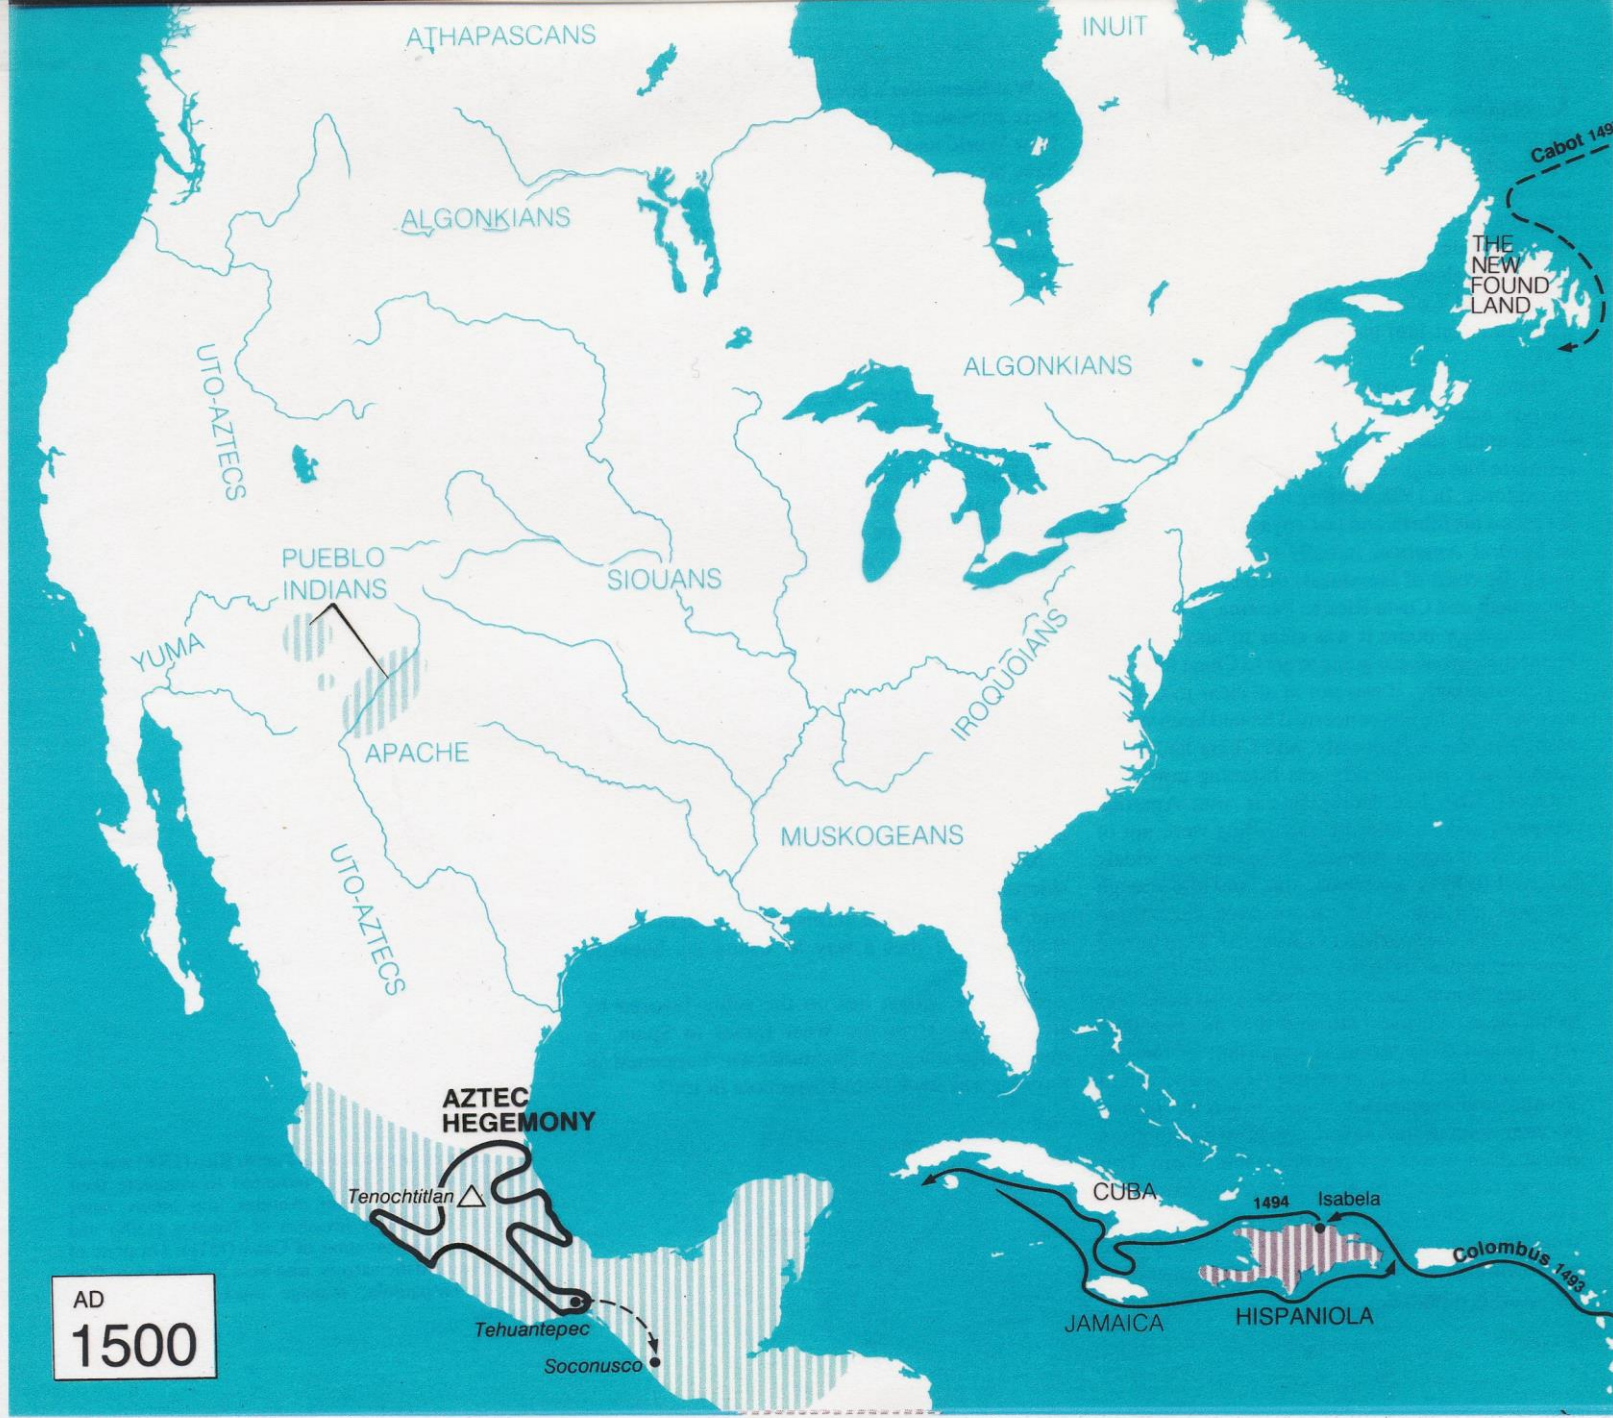 ATHAPASCANS
INUIT
Cabot 149
ALGONKIANS
THE
NEW
FOUND
LAND
UTO-AZTECS
ALGONKIANS
PUEBLO
INDIANS
SIOUANS
YUMA
IROQUOIANS
APACHE
MUSKOGEANS
UTO-AZTECS
AZTEC
HEGEMONY
Tenochtitlan
CUBA
1494
Isabela
Colombus 1493
AD
1500
Tehuantepec
JAMAICA
HISPANIOLA
Soconusco